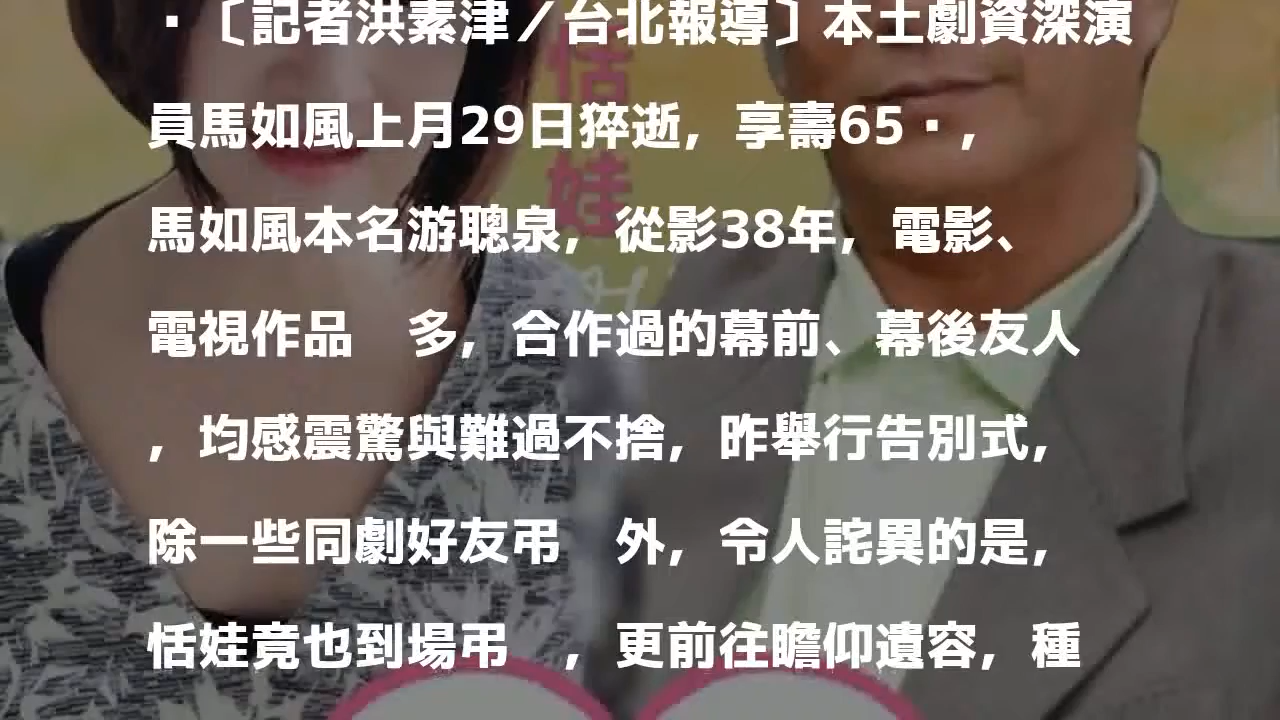 ·〔記者洪素津／台北報導〕本土劇資深演
員馬如風上月29日猝逝，享壽65·，
馬如風本名游聰泉，從影38年，電影、
電視作品　多，合作過的幕前、幕後友人
，均感震驚與難過不捨，昨舉行告別式，
除一些同劇好友弔　外，令人詫異的是，
恬娃竟也到場弔　，更前往瞻仰遺容，種
恬娃